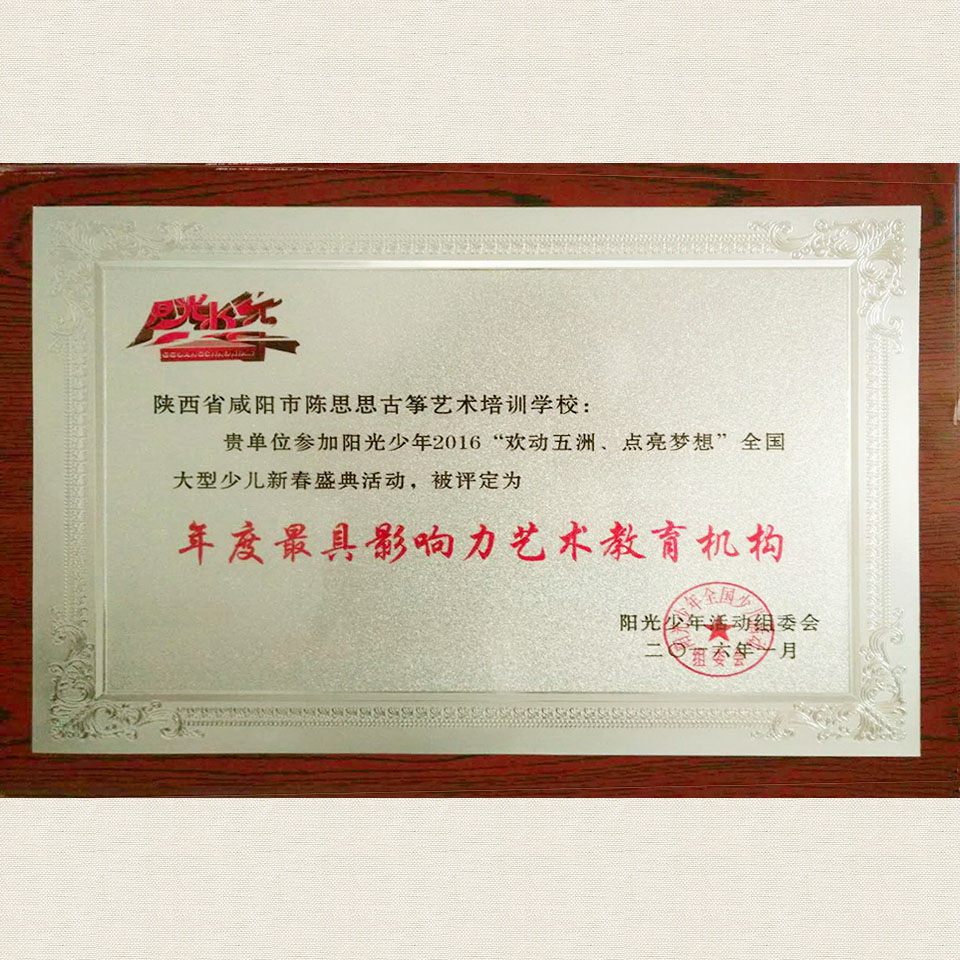 阳光少年
陕西省咸阳市陈思思古筝艺术培训学校：
贵单位参加阳光少年2016“欢动五洲、点亮梦想”全国
大型少儿新春盛典活动，被评定为
年度最具影响力艺术教育机构
阳光少年活动组委会
二〇一六年一月
组委会